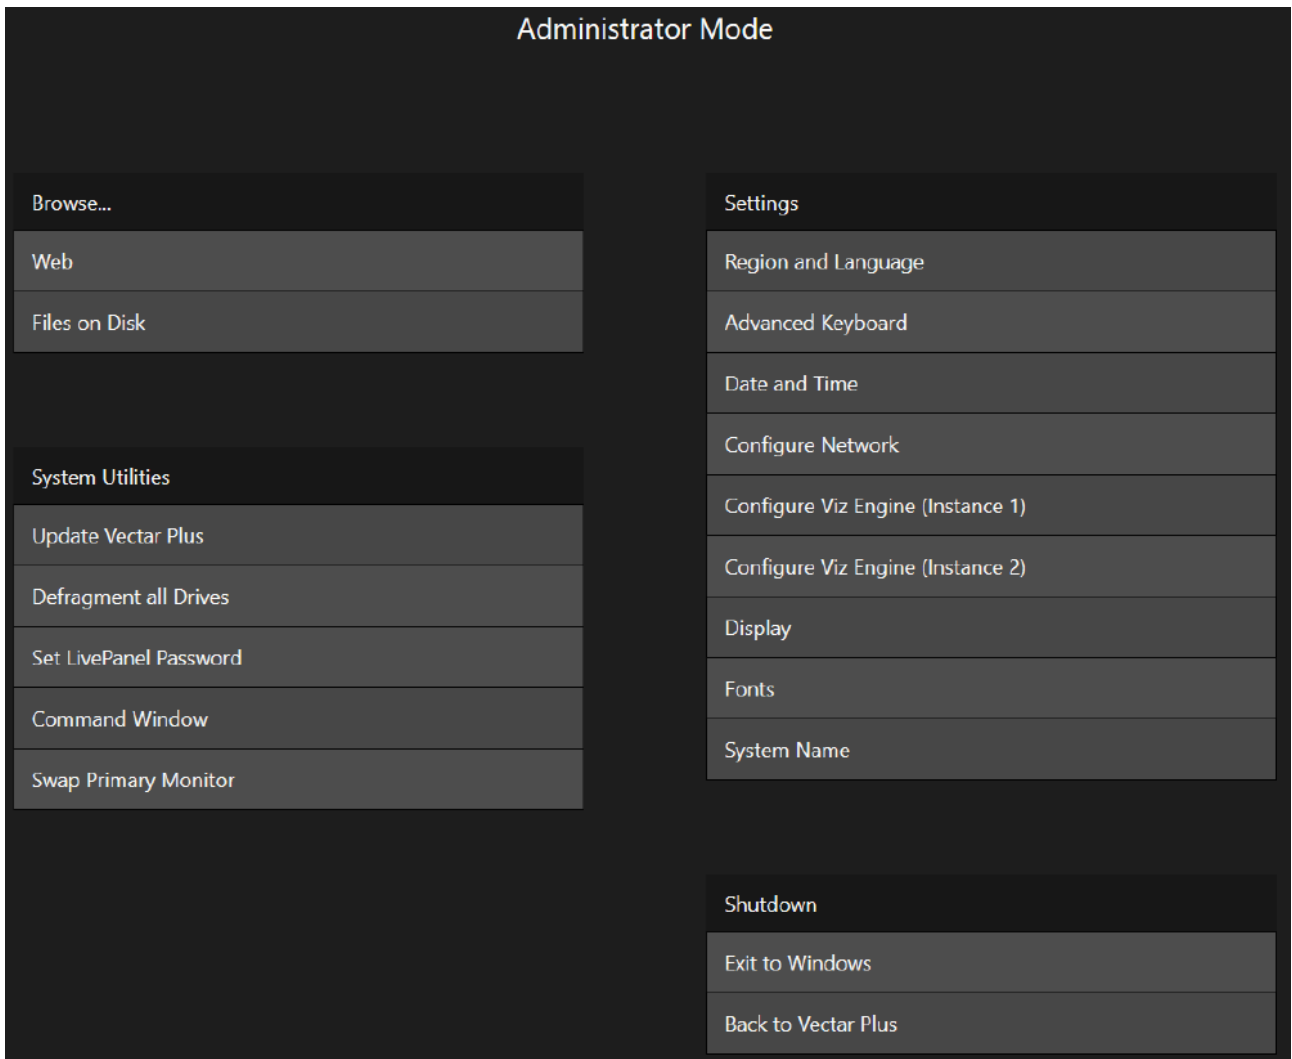 Administrator Mode
Browse...
Web
Files on Disk
System Utilities
Update Vectar Plus
Defragment all Drives
Set LivePanel Password
Command Window
Swap Primary Monitor
Settings
Region and Language
Advanced Keyboard
Date and Time
Configure Network
Configure Viz Engine (Instance 1)
Configure Viz Engine (Instance 2)
Display
Fonts
System Name
Shutdown
Exit to Windows
Back to Vectar Plus